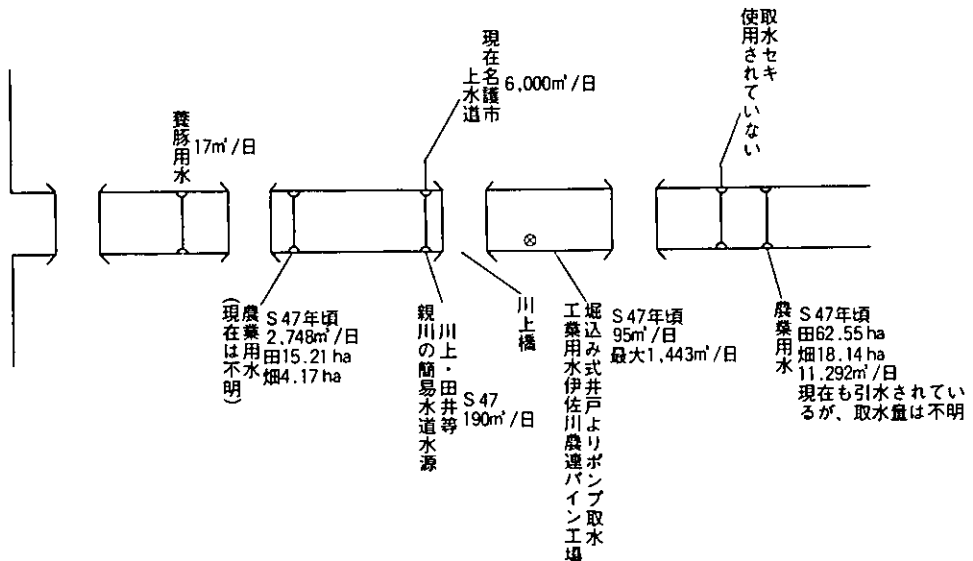 養豚用水
17㎥/日
現在名護市
上水道
6,000㎥/日
取水セキ
使用されていない
農業用水
(現在は不明)
S47年頃
2,748㎥/日
田15.21ha
畑4.17ha
川上・田井等
親川の簡易水道水源
S47
190㎥/日
川上橋
堀込み式井戸よりポンプ取水
工業用水伊佐川農連パイン工場
S47年頃
95㎥/日
最大1,443㎥/日
農業用水
S47年頃
田62.55ha
畑18.14ha
11.292㎥/日
現在も引水されてい
るが、取水量は不明